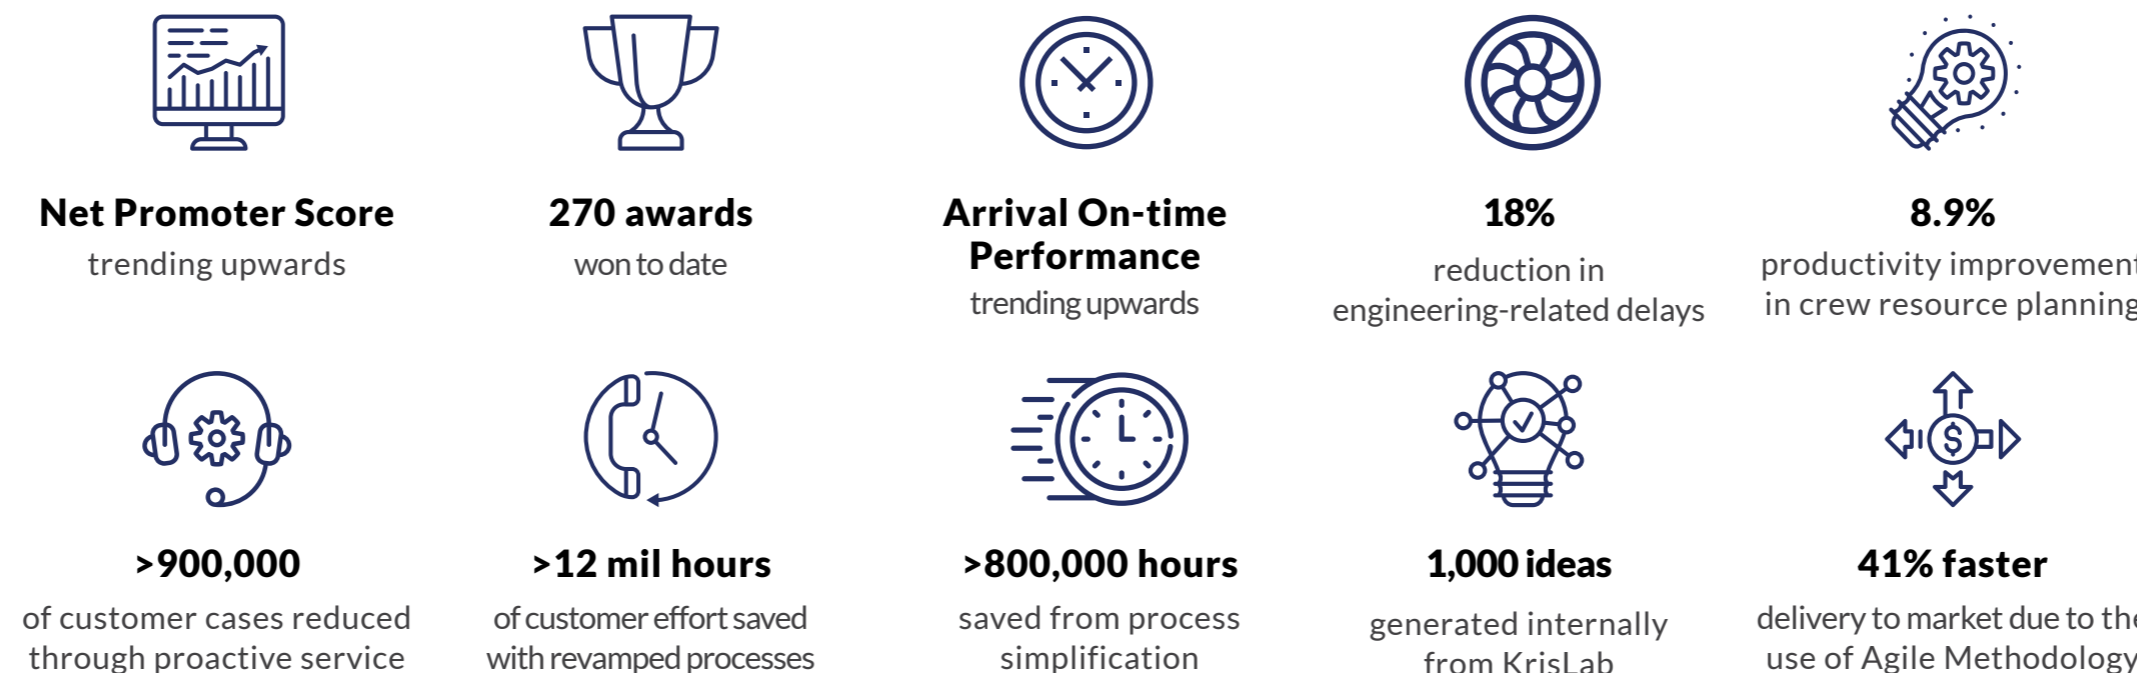 Net Promoter Score
trending upwards
270 awards
won to date
Arrival On-time
Performance
trending upwards
18%
reduction in
engineering-related delays
8.9%
productivity improvement
in crew resource planning
>900,000
of customer cases reduced
through proactive service
>12 mil hours
of customer effort saved
with revamped processes
>800,000 hours
saved from process
simplification
1,000 ideas
generated internally
from KrisLab
41% faster
delivery to market due to the
use of Agile Methodology